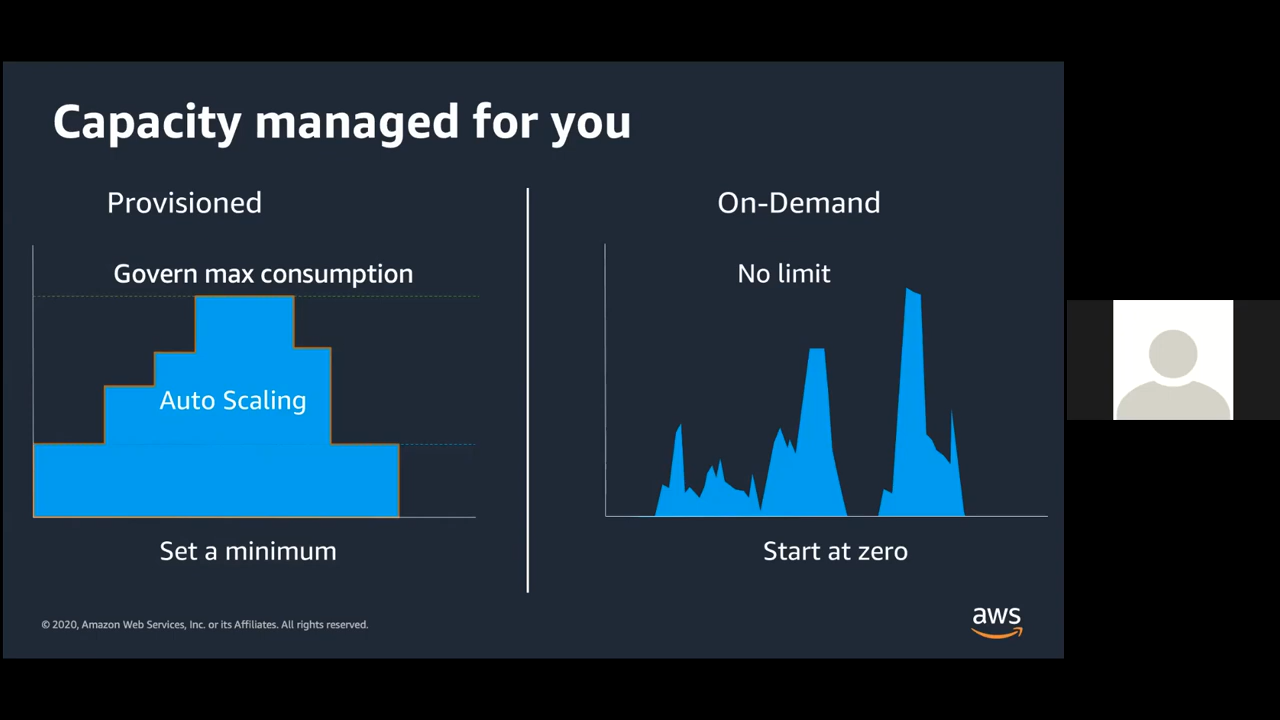 Capacity managed for you
Provisioned
Govern max consumption
Auto Scaling
Set a minimum
On-Demand
No limit
Start at zero
© 2020, Amazon Web Services, Inc. or its Affiliates. All rights reserved.
aws